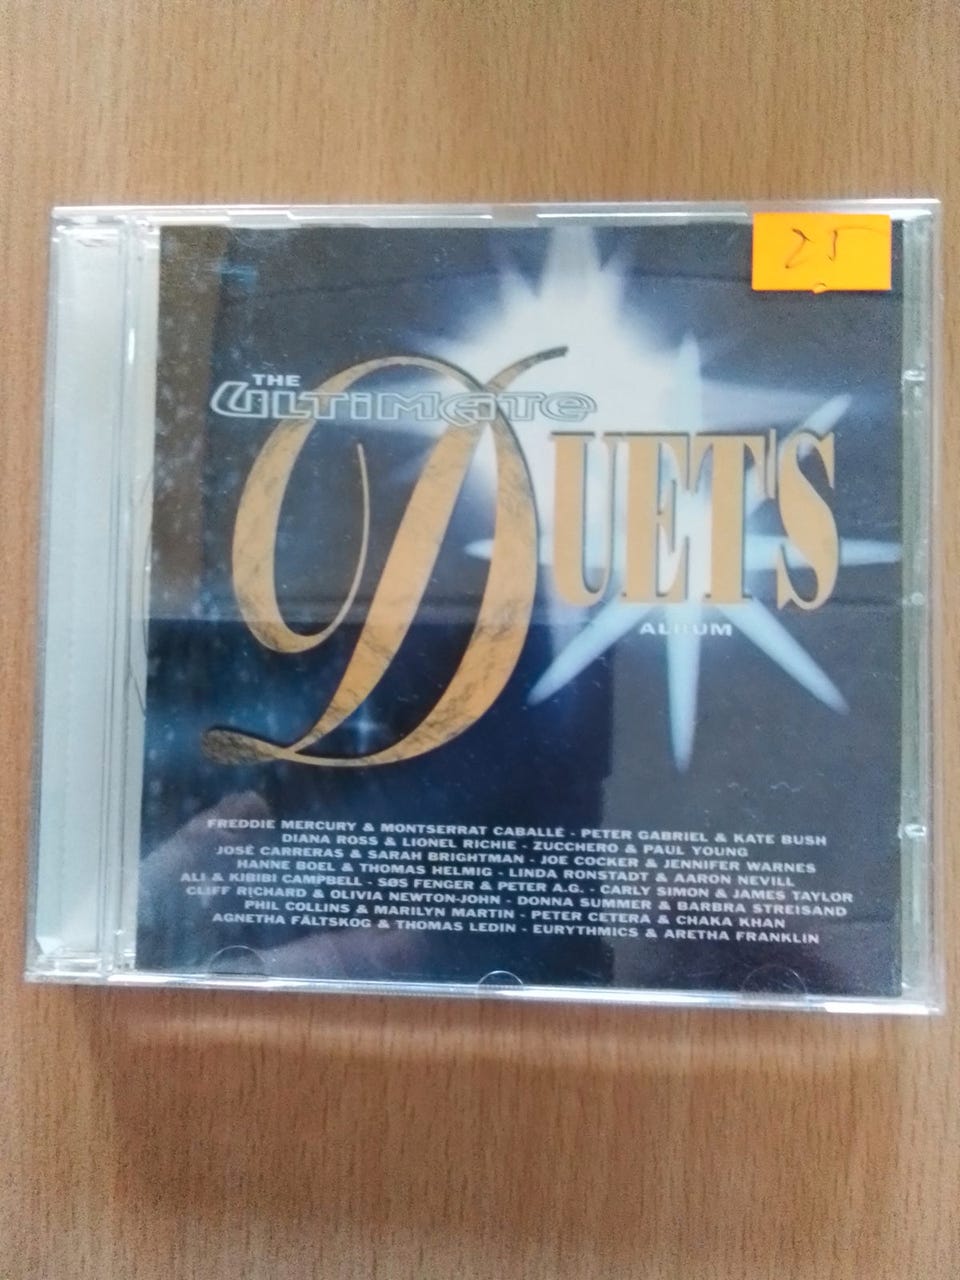 25
THE
ULTIMATE
DUETS
ALBUM
FREDDIE MERCURY & MONTSERRAT CABALLÉ - PETER GABRIEL & KATE BUSH
DIANA ROSS & LIONEL RICHIE - ZUCCHERO & PAUL YOUNG
JOSÉ CARRERAS & SARAH BRIGHTMAN - JOE COCKER & JENNIFER WARNES
HANNE BOEL & THOMAS HELMIG - LINDA RONSTADT & AARON NEVILL
ALI & KIBIBI CAMPBELL - SØS FENGER & PETER A.G. - CARLY SIMON & JAMES TAYLOR
CLIFF RICHARD & OLIVIA NEWTON-JOHN - DONNA SUMMER & BARBRA STREISAND
PHIL COLLINS & MARILYN MARTIN - PETER CETERA & CHAKA KHAN
AGNETHA FÄLTSKOG & THOMAS LEDIN - EURYTHMICS & ARETHA FRANKLIN